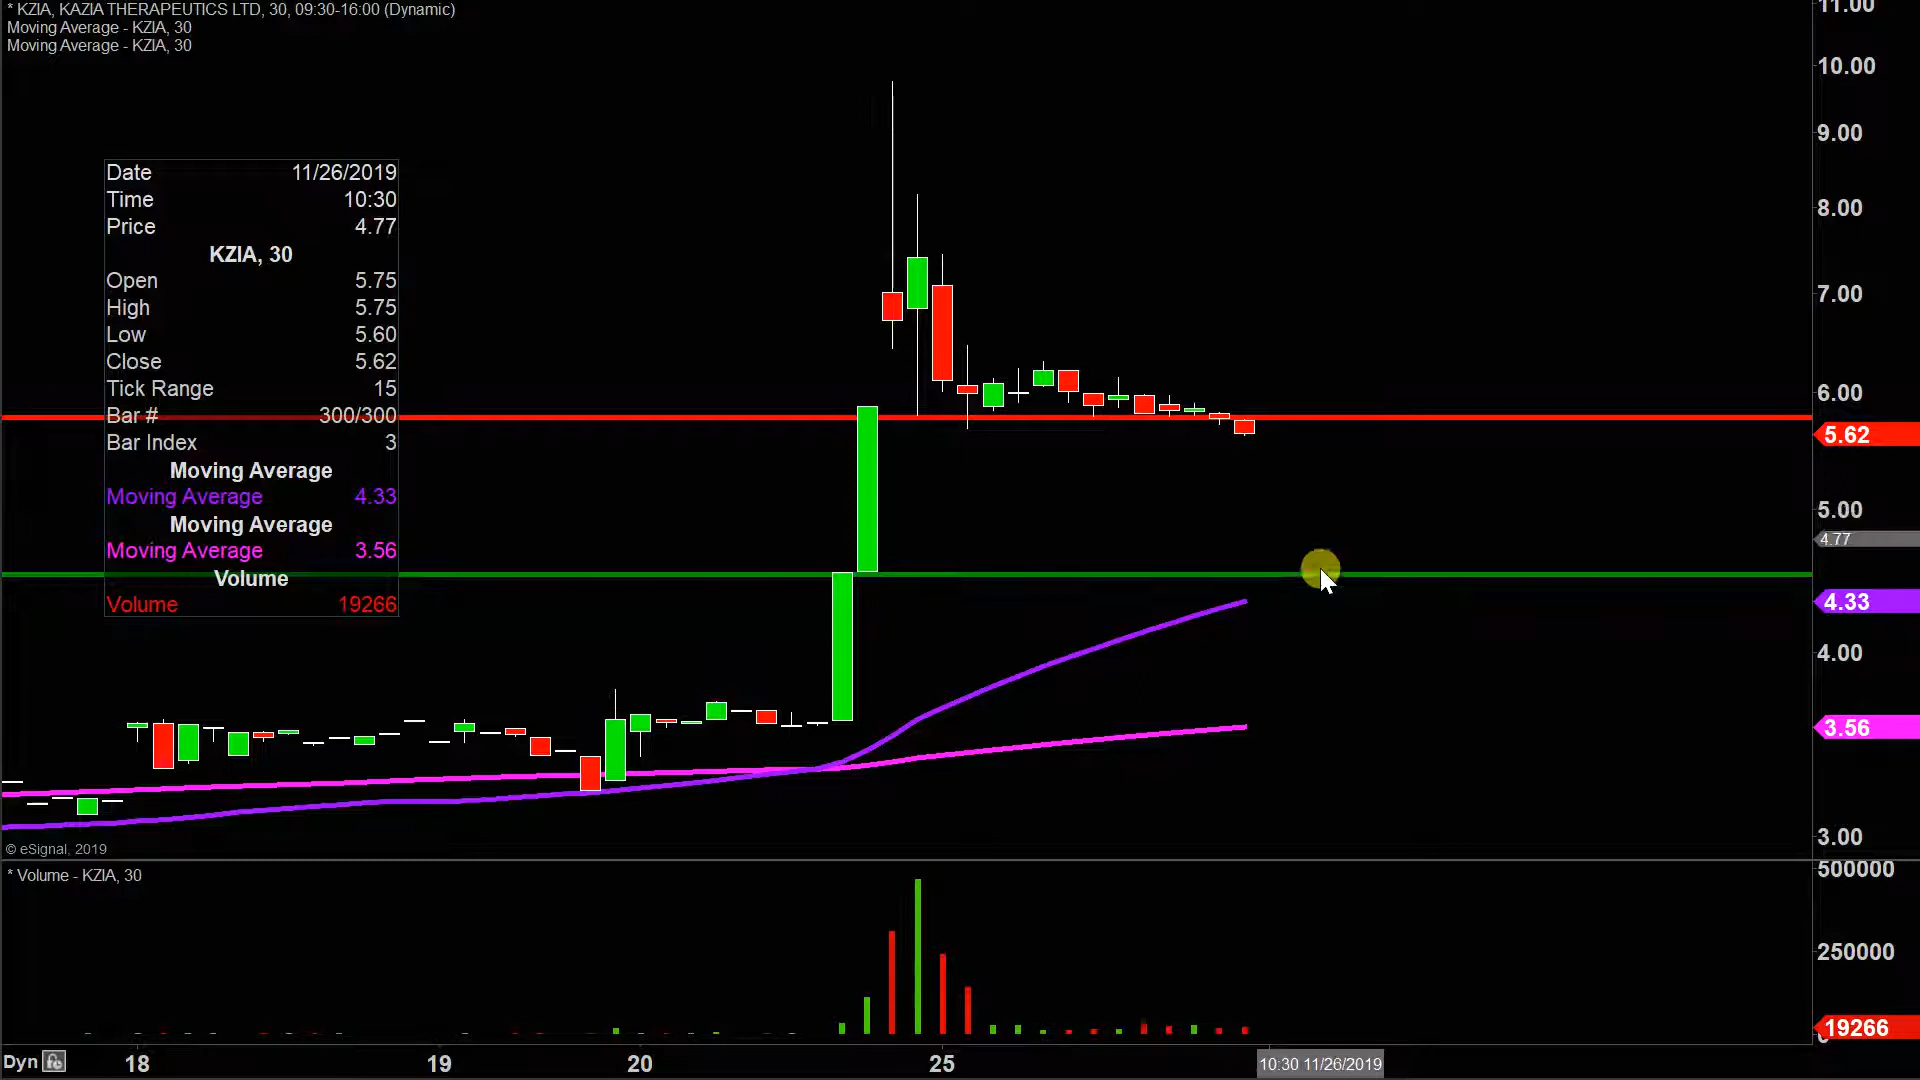 * KZIA, KAZIA THERAPEUTICS LTD, 30, 09:30-16:00 (Dynamic)
Moving Average - KZIA, 30
Moving Average - KZIA, 30
Date 11/26/2019
Time 10:30
Price 4.77
KZIA, 30
Open 5.75
High 5.75
Low 5.60
Close 5.62
Tick Range 15
Bar # 300/300
Bar Index 3
Moving Average
Moving Average 4.33
Moving Average
Moving Average 3.56
Volume
Volume 19266
11.00
10.00
9.00
8.00
7.00
6.00
5.62
5.00
4.77
4.33
4.00
3.56
3.00
© eSignal, 2019
* Volume - KZIA, 30
500000
250000
19266
0
Dyn 18 19 20 25 10:30 11/26/2019